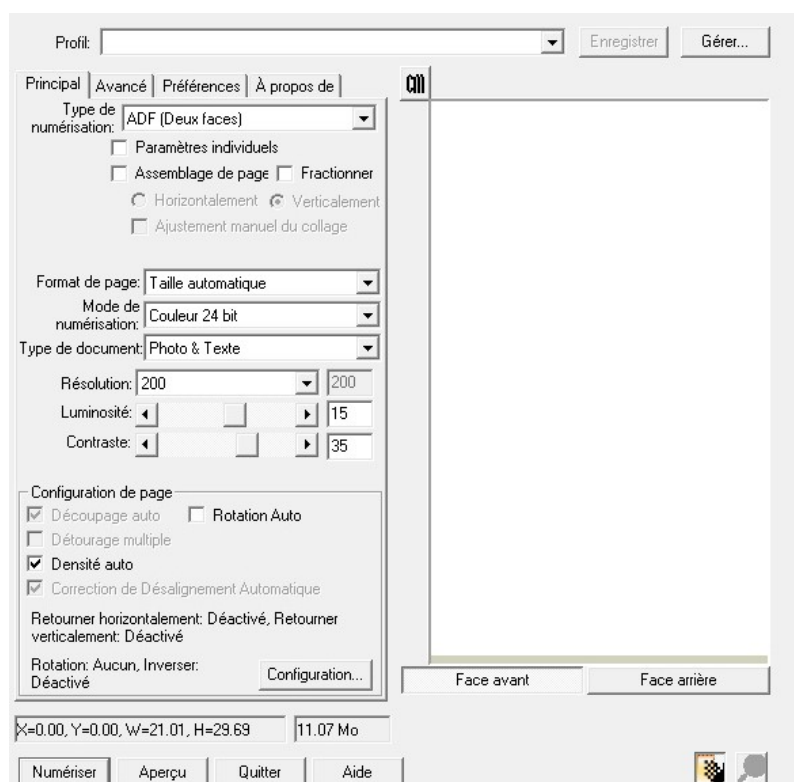 Profil:
Enregistrer
Gérer...
Principal
Avancé
Préférences
À propos de
cm
Type de
numérisation:
ADF (Deux faces)
Paramètres individuels
Assemblage de page
Fractionner
Horizontalement
Verticalement
Ajustement manuel du collage
Format de page:
Taille automatique
Mode de
numérisation:
Couleur 24 bit
Type de document:
Photo & Texte
Résolution:
200
200
Luminosité:
15
Contraste:
35
Configuration de page
Découpage auto
Rotation Auto
Détourage multiple
Densité auto
Correction de Désalignement Automatique
Retourner horizontalement: Déactivé, Retourner
verticalement: Déactivé
Rotation: Aucun, Inverser:
Déactivé
Configuration...
Face avant
Face arrière
X=0.00, Y=0.00, W=21.01, H=29.69
11.07 Mo
Numériser
Aperçu
Quitter
Aide